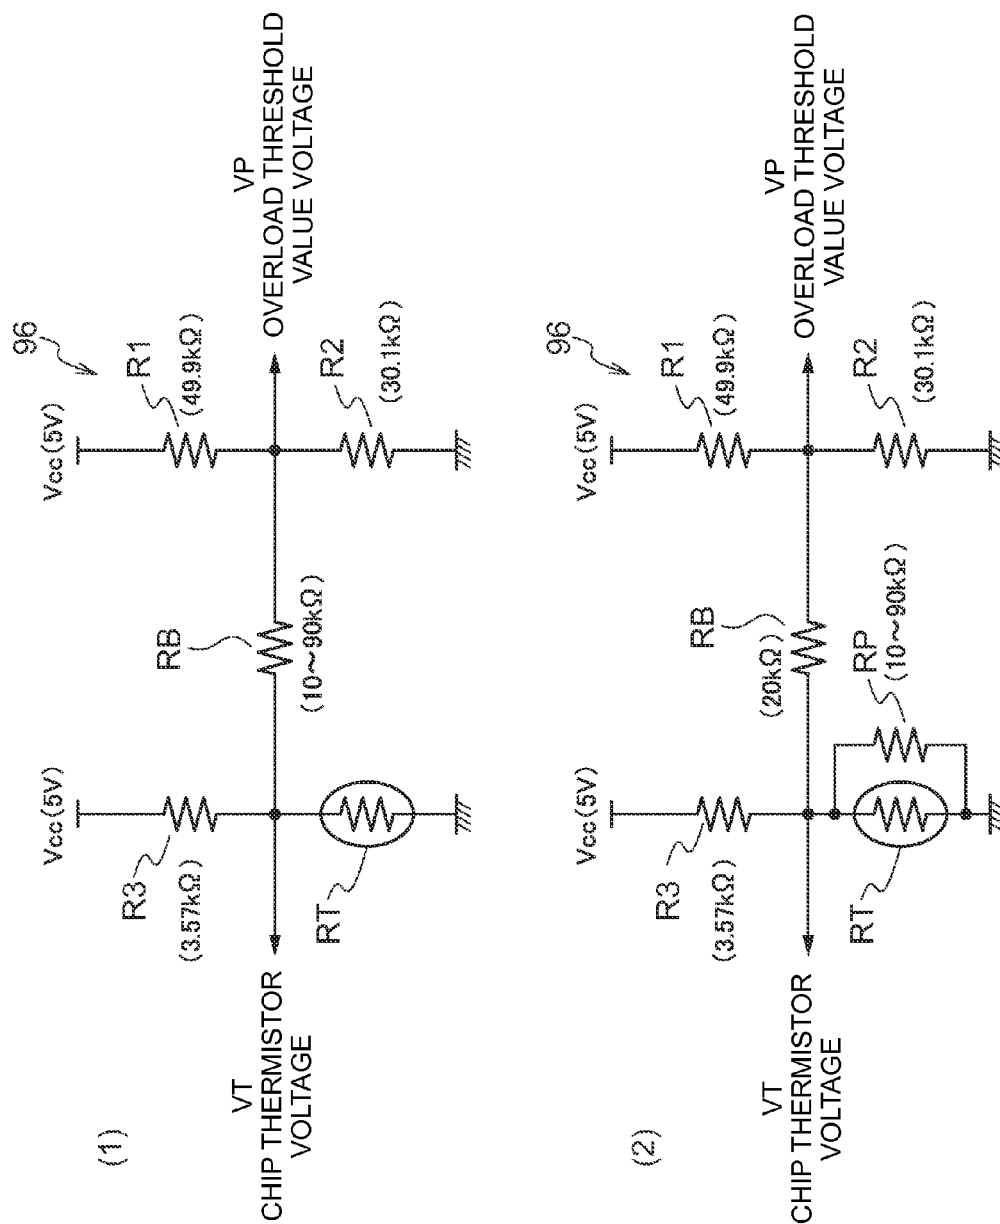 (1)
96
Vcc(5V)
Vcc(5V)
R3
(3.57kΩ)
R1
(49.9kΩ)
RB
(10~90kΩ)
VT
CHIP THERMISTOR
VOLTAGE
VP
OVERLOAD THRESHOLD
VALUE VOLTAGE
RT
R2
(30.1kΩ)
(2)
96
Vcc(5V)
Vcc(5V)
R3
(3.57kΩ)
R1
(49.9kΩ)
RB
(20kΩ)
VT
CHIP THERMISTOR
VOLTAGE
VP
OVERLOAD THRESHOLD
VALUE VOLTAGE
RT
RP
(10~90kΩ)
R2
(30.1kΩ)